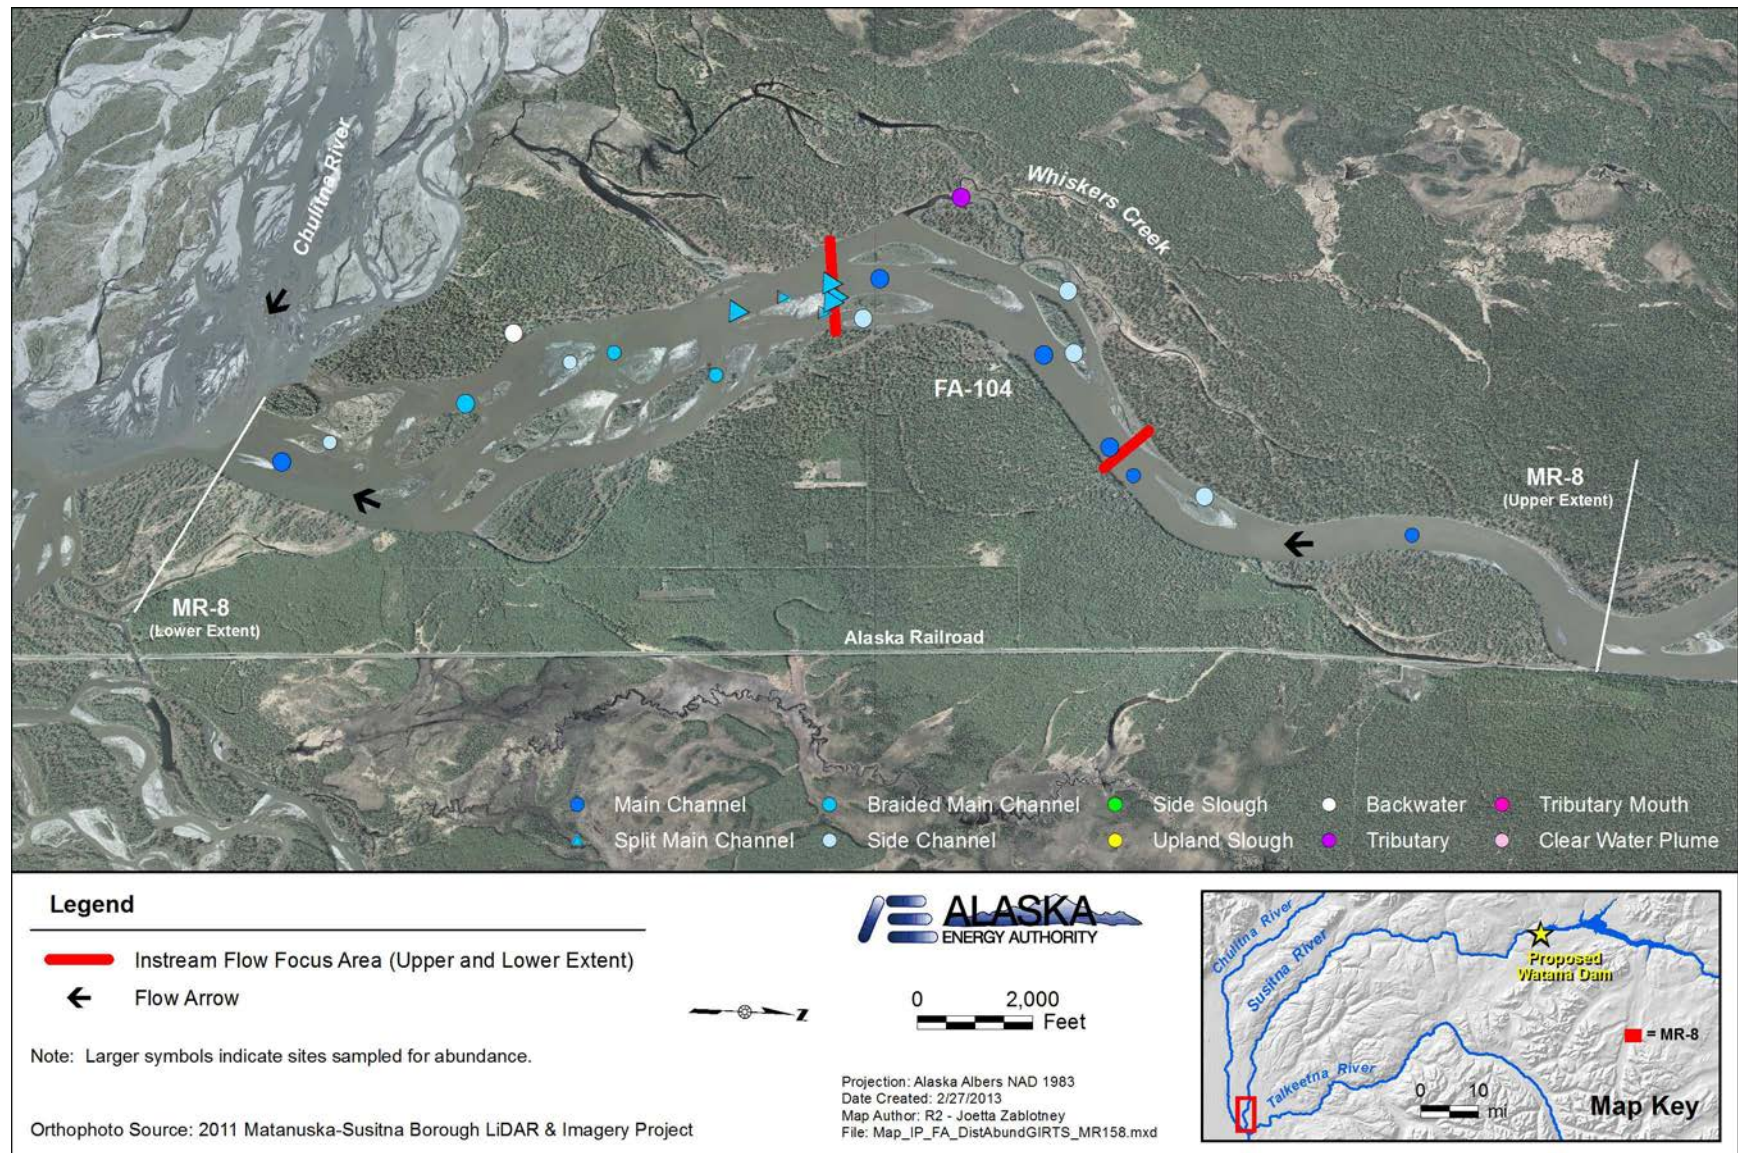 Chulitna River
Whiskers Creek
FA-104
MR-8
(Upper Extent)
MR-8
(Lower Extent)
Alaska Railroad
Main Channel
Braided Main Channel
Side Slough
Backwater
Tributary Mouth
Split Main Channel
Side Channel
Upland Slough
Tributary
Clear Water Plume
Legend
Instream Flow Focus Area (Upper and Lower Extent)
Flow Arrow
Note: Larger symbols indicate sites sampled for abundance.
Orthophoto Source: 2011 Matanuska-Susitna Borough LiDAR & Imagery Project
ALASKA
ENERGY AUTHORITY
N
0 2,000
Feet
Projection: Alaska Albers NAD 1983
Date Created: 2/27/2013
Map Author: R2 - Joetta Zablotney
File: Map_IP_FA_DistAbundGIRTS_MR158.mxd
Chulitna River
Susitna River
Proposed
Watana Dam
= MR-8
Talkeetna River
0 10
mi
Map Key